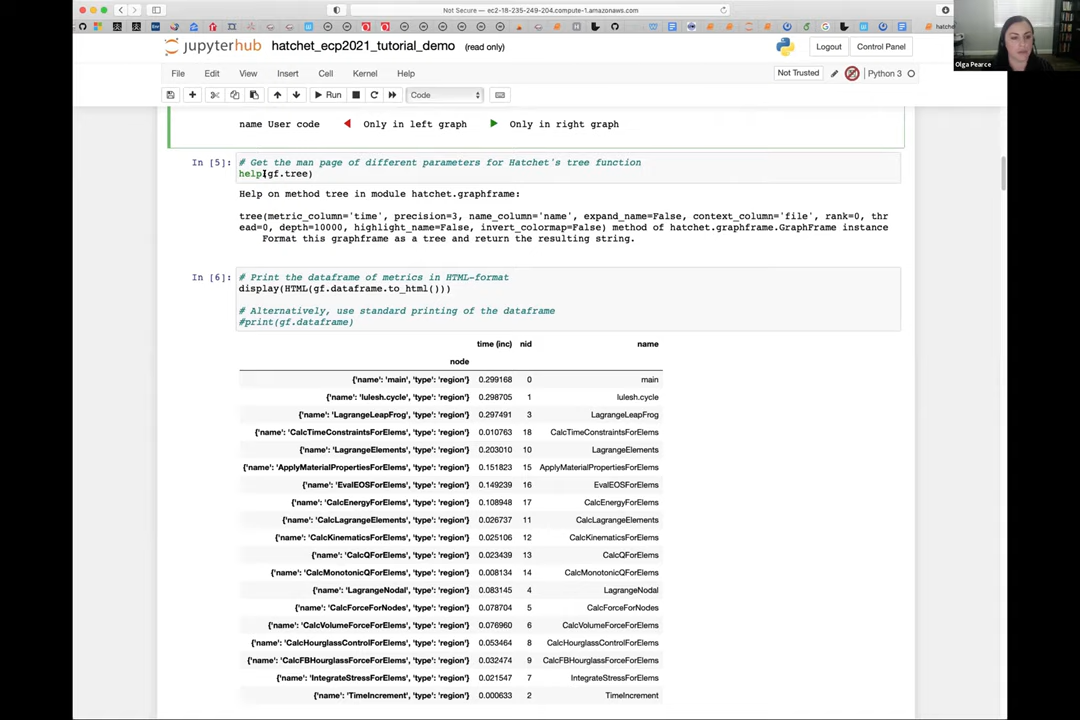 Not Secure — ec2-18-235-249-204.compute-1.amazonaws.com
jupyterhub hatchet_ecp2021_tutorial_demo (read only)
Logout Control Panel
Olga Pearce
File Edit View Insert Cell Kernel Help
Not Trusted Python 3
Run Code
name User code Only in left graph Only in right graph
In [5]: # Get the man page of different parameters for Hatchet's tree function
help(gf.tree)
Help on method tree in module hatchet.graphframe:
tree(metric_column='time', precision=3, name_column='name', expand_name=False, context_column='file', rank=0, thr
ead=0, depth=10000, highlight_name=False, invert_colormap=False) method of hatchet.graphframe.GraphFrame instance
Format this graphframe as a tree and return the resulting string.
In [6]: # Print the dataframe of metrics in HTML-format
display(HTML(gf.dataframe.to_html()))
# Alternatively, use standard printing of the dataframe
#print(gf.dataframe)
time (inc) nid name
node
{'name': 'main', 'type': 'region'} 0.299168 0 main
{'name': 'lulesh.cycle', 'type': 'region'} 0.298705 1 lulesh.cycle
{'name': 'LagrangeLeapFrog', 'type': 'region'} 0.297491 3 LagrangeLeapFrog
{'name': 'CalcTimeConstraintsForElems', 'type': 'region'} 0.010763 18 CalcTimeConstraintsForElems
{'name': 'LagrangeElements', 'type': 'region'} 0.203010 10 LagrangeElements
{'name': 'ApplyMaterialPropertiesForElems', 'type': 'region'} 0.151823 15 ApplyMaterialPropertiesForElems
{'name': 'EvalEOSForElems', 'type': 'region'} 0.149239 16 EvalEOSForElems
{'name': 'CalcEnergyForElems', 'type': 'region'} 0.108948 17 CalcEnergyForElems
{'name': 'CalcLagrangeElements', 'type': 'region'} 0.026737 11 CalcLagrangeElements
{'name': 'CalcKinematicsForElems', 'type': 'region'} 0.025106 12 CalcKinematicsForElems
{'name': 'CalcQForElems', 'type': 'region'} 0.023439 13 CalcQForElems
{'name': 'CalcMonotonicQForElems', 'type': 'region'} 0.008134 14 CalcMonotonicQForElems
{'name': 'LagrangeNodal', 'type': 'region'} 0.083145 4 LagrangeNodal
{'name': 'CalcForceForNodes', 'type': 'region'} 0.078704 5 CalcForceForNodes
{'name': 'CalcVolumeForceForElems', 'type': 'region'} 0.076960 6 CalcVolumeForceForElems
{'name': 'CalcHourglassControlForElems', 'type': 'region'} 0.053464 8 CalcHourglassControlForElems
{'name': 'CalcFBHourglassForceForElems', 'type': 'region'} 0.032474 9 CalcFBHourglassForceForElems
{'name': 'IntegrateStressForElems', 'type': 'region'} 0.021547 7 IntegrateStressForElems
{'name': 'TimeIncrement', 'type': 'region'} 0.000633 2 TimeIncrement